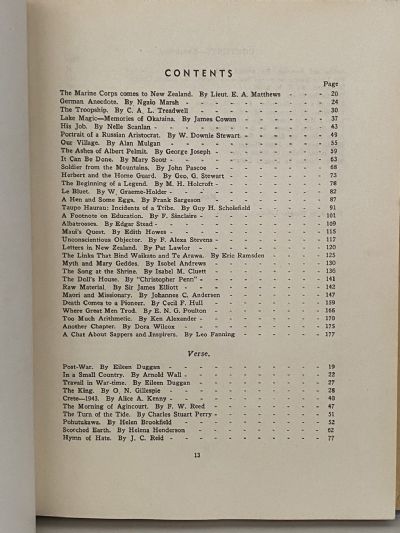 CONTENTS
Page
The Marine Corps comes to New Zealand. By Lieut. E. A. Matthews - - - 20
German Anecdote. By Ngaio Marsh - - - - - - - - 24
The Troopship. By C. A. L. Treadwell - - - - - - - 30
Lake Magic—Memories of Okataina. By James Cowan - - - - - 37
His Job. By Nelle Scanlan - - - - - - - - - 43
Portrait of a Russian Aristocrat. By W. Downie Stewart - - - - - 49
Our Village. By Alan Mulgan - - - - - - - - 55
The Ashes of Albert Pelmit. By George Joseph - - - - - - 59
It Can Be Done. By Mary Scott - - - - - - - - 63
Soldier from the Mountains. By John Pascoe - - - - - - 68
Herbert and the Home Guard. By Geo. G. Stewart - - - - - 73
The Beginning of a Legend. By M. H. Holcroft - - - - - - 78
Le Bluet. By W. Graeme-Holder - - - - - - - - 82
A Hen and Some Eggs. By Frank Sargeson - - - - - - 87
Taupo Haurau: Incidents of a Tribe. By Guy H. Scholefield - - - - 91
A Footnote on Education. By F. Sinclaire - - - - - - 101
Albatrosses. By Edgar Stead - - - - - - - - 109
Maui's Quest. By Edith Howes - - - - - - - - 115
Unconscientious Objector. By F. Alexa Stevens - - - - - - 117
Letters in New Zealand. By Pat Lawlor - - - - - - - 120
The Links That Bind Waikato and Te Arawa. By Eric Ramsden - - - - 125
Myth and Mary Geddes. By Isobel Andrews - - - - - - 130
The Song at the Shrine. By Isabel M. Cluett - - - - - - 136
The Doll's House. By "Christopher Penn" - - - - - - 141
Raw Material. By Sir James Elliott - - - - - - - 142
Maori and Missionary. By Johannes C. Andersen - - - - - - 147
Death Comes to a Pioneer. By Cecil F. Hull - - - - - - 159
Where Great Men Trod. By E. N. G. Poulton - - - - - - 166
Too Much Arithmetic. By Ken Alexander - - - - - - 170
Another Chapter. By Dora Wilcox - - - - - - - 175
A Chat About Sappers and Jaspirers. By Leo Fanning - - - - - 177
Verse.
Post-War. By Eileen Duggan - - - - - - - - 19
In a Small Country. By Arnold Wall - - - - - - - 22
Travail in War-time. By Eileen Duggan - - - - - - - 27
The King. By O. N. Gillespie - - - - - - - - 28
Crete—1943. By Alice A. Kenny - - - - - - - - 40
The Morning of Agincourt. By F. W. Reed - - - - - - 47
The Turn of the Tide. By Charles Stuart Perry - - - - - - 51
Pohutukawa. By Helen Brookfield - - - - - - - 52
Scorched Earth. By Helena Henderson - - - - - - - 62
Hymn of Hate. By J. C. Reid - - - - - - - - 77
13